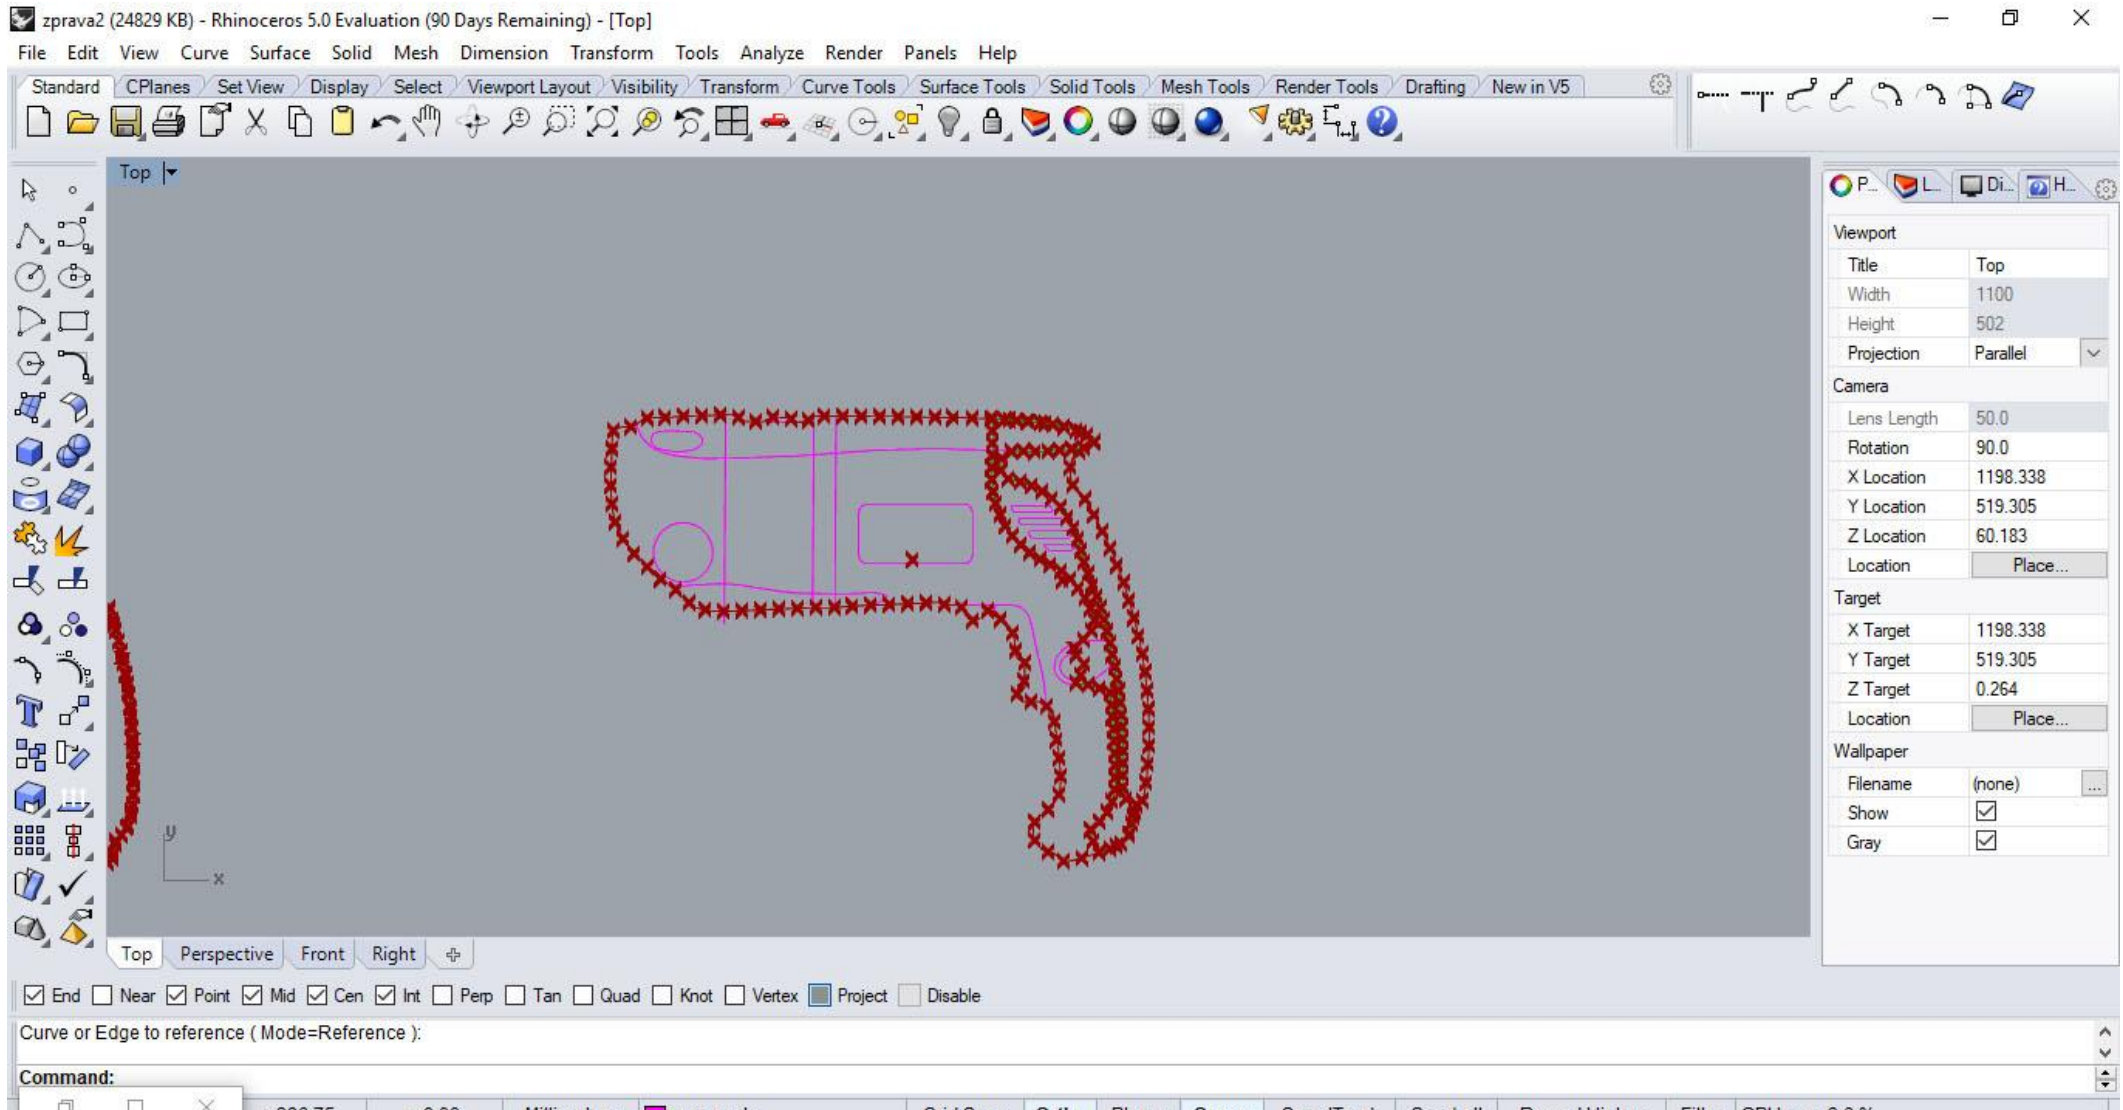 zprava2 (24829 KB) - Rhinoceros 5.0 Evaluation (90 Days Remaining) - [Top]
File Edit View Curve Surface Solid Mesh Dimension Transform Tools Analyze Render Panels Help
Standard CPlanes Set View Display Select Viewport Layout Visibility Transform Curve Tools Surface Tools Solid Tools Mesh Tools Render Tools Drafting New in V5
Top
P... L... Di... H...
Viewport
Title Top
Width 1100
Height 502
Projection Parallel
Camera
Lens Length 50.0
Rotation 90.0
X Location 1198.338
Y Location 519.305
Z Location 60.183
Location Place...
Target
X Target 1198.338
Y Target 519.305
Z Target 0.264
Location Place...
Wallpaper
Filename (none) ...
Show
Gray
y
x
Top Perspective Front Right
End Near Point Mid Cen Int Perp Tan Quad Knot Vertex Project Disable
Curve or Edge to reference ( Mode=Reference ):
Command: